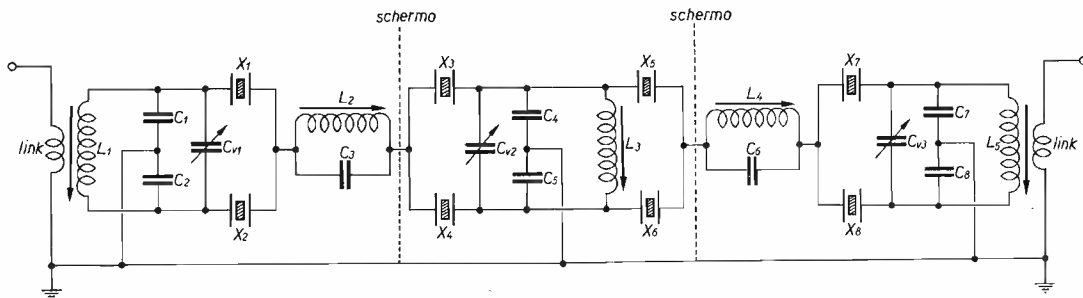 schermo
schermo
X1
X3
X5
X7
L2
L4
C1
Cv1
C3
C4
Cv2
C5
L3
C6
C7
Cv3
C8
link
L1
C2
L5
link
X2
X4
X6
X8